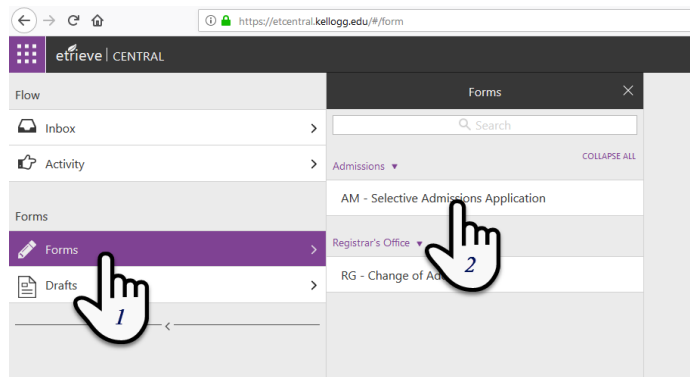 https://etcentral.kellogg.edu/#/form
etrieve | CENTRAL
Flow
Inbox
Activity
Forms
Forms
Drafts
1
Forms
Search
COLLAPSE ALL
Admissions
AM - Selective Admissions Application
Registrar's Office
RG - Change of
2